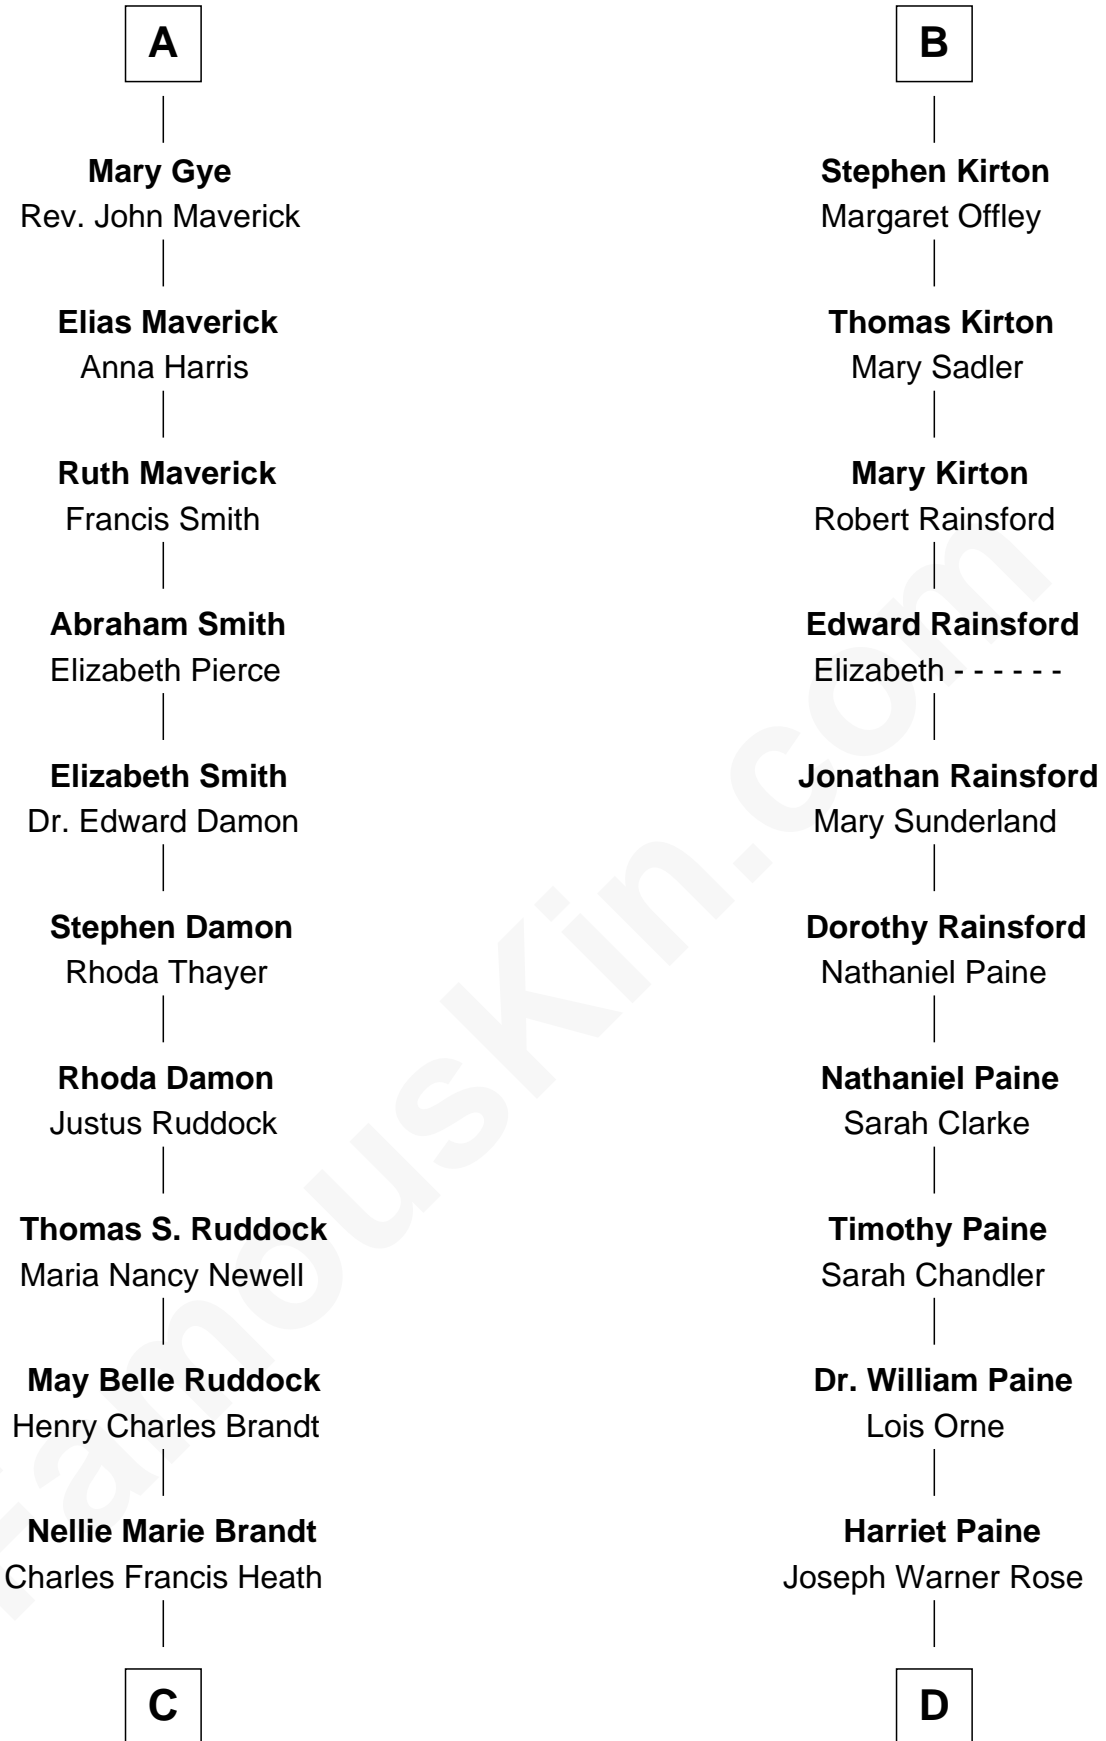 A
Mary Gye
Rev. John Maverick
Elias Maverick
Anna Harris
Ruth Maverick
Francis Smith
Abraham Smith
Elizabeth Pierce
Elizabeth Smith
Dr. Edward Damon
Stephen Damon
Rhoda Thayer
Rhoda Damon
Justus Ruddock
Thomas S. Ruddock
Maria Nancy Newell
May Belle Ruddock
Henry Charles Brandt
Nellie Marie Brandt
Charles Francis Heath
C
B
Stephen Kirton
Margaret Offley
Thomas Kirton
Mary Sadler
Mary Kirton
Robert Rainsford
Edward Rainsford
Elizabeth - - - - - -
Jonathan Rainsford
Mary Sunderland
Dorothy Rainsford
Nathaniel Paine
Nathaniel Paine
Sarah Clarke
Timothy Paine
Sarah Chandler
Dr. William Paine
Lois Orne
Harriet Paine
Joseph Warner Rose
D
FamousKin.com